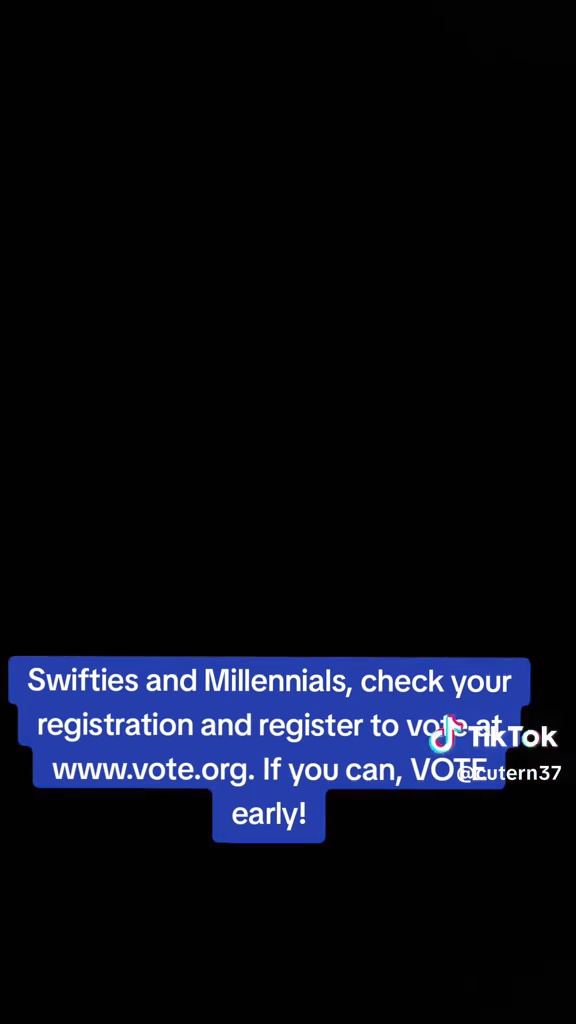 Swifties and Millennials, check your
registration and register to vote at
www.vote.org. If you can, VOTE
early!
TikTok